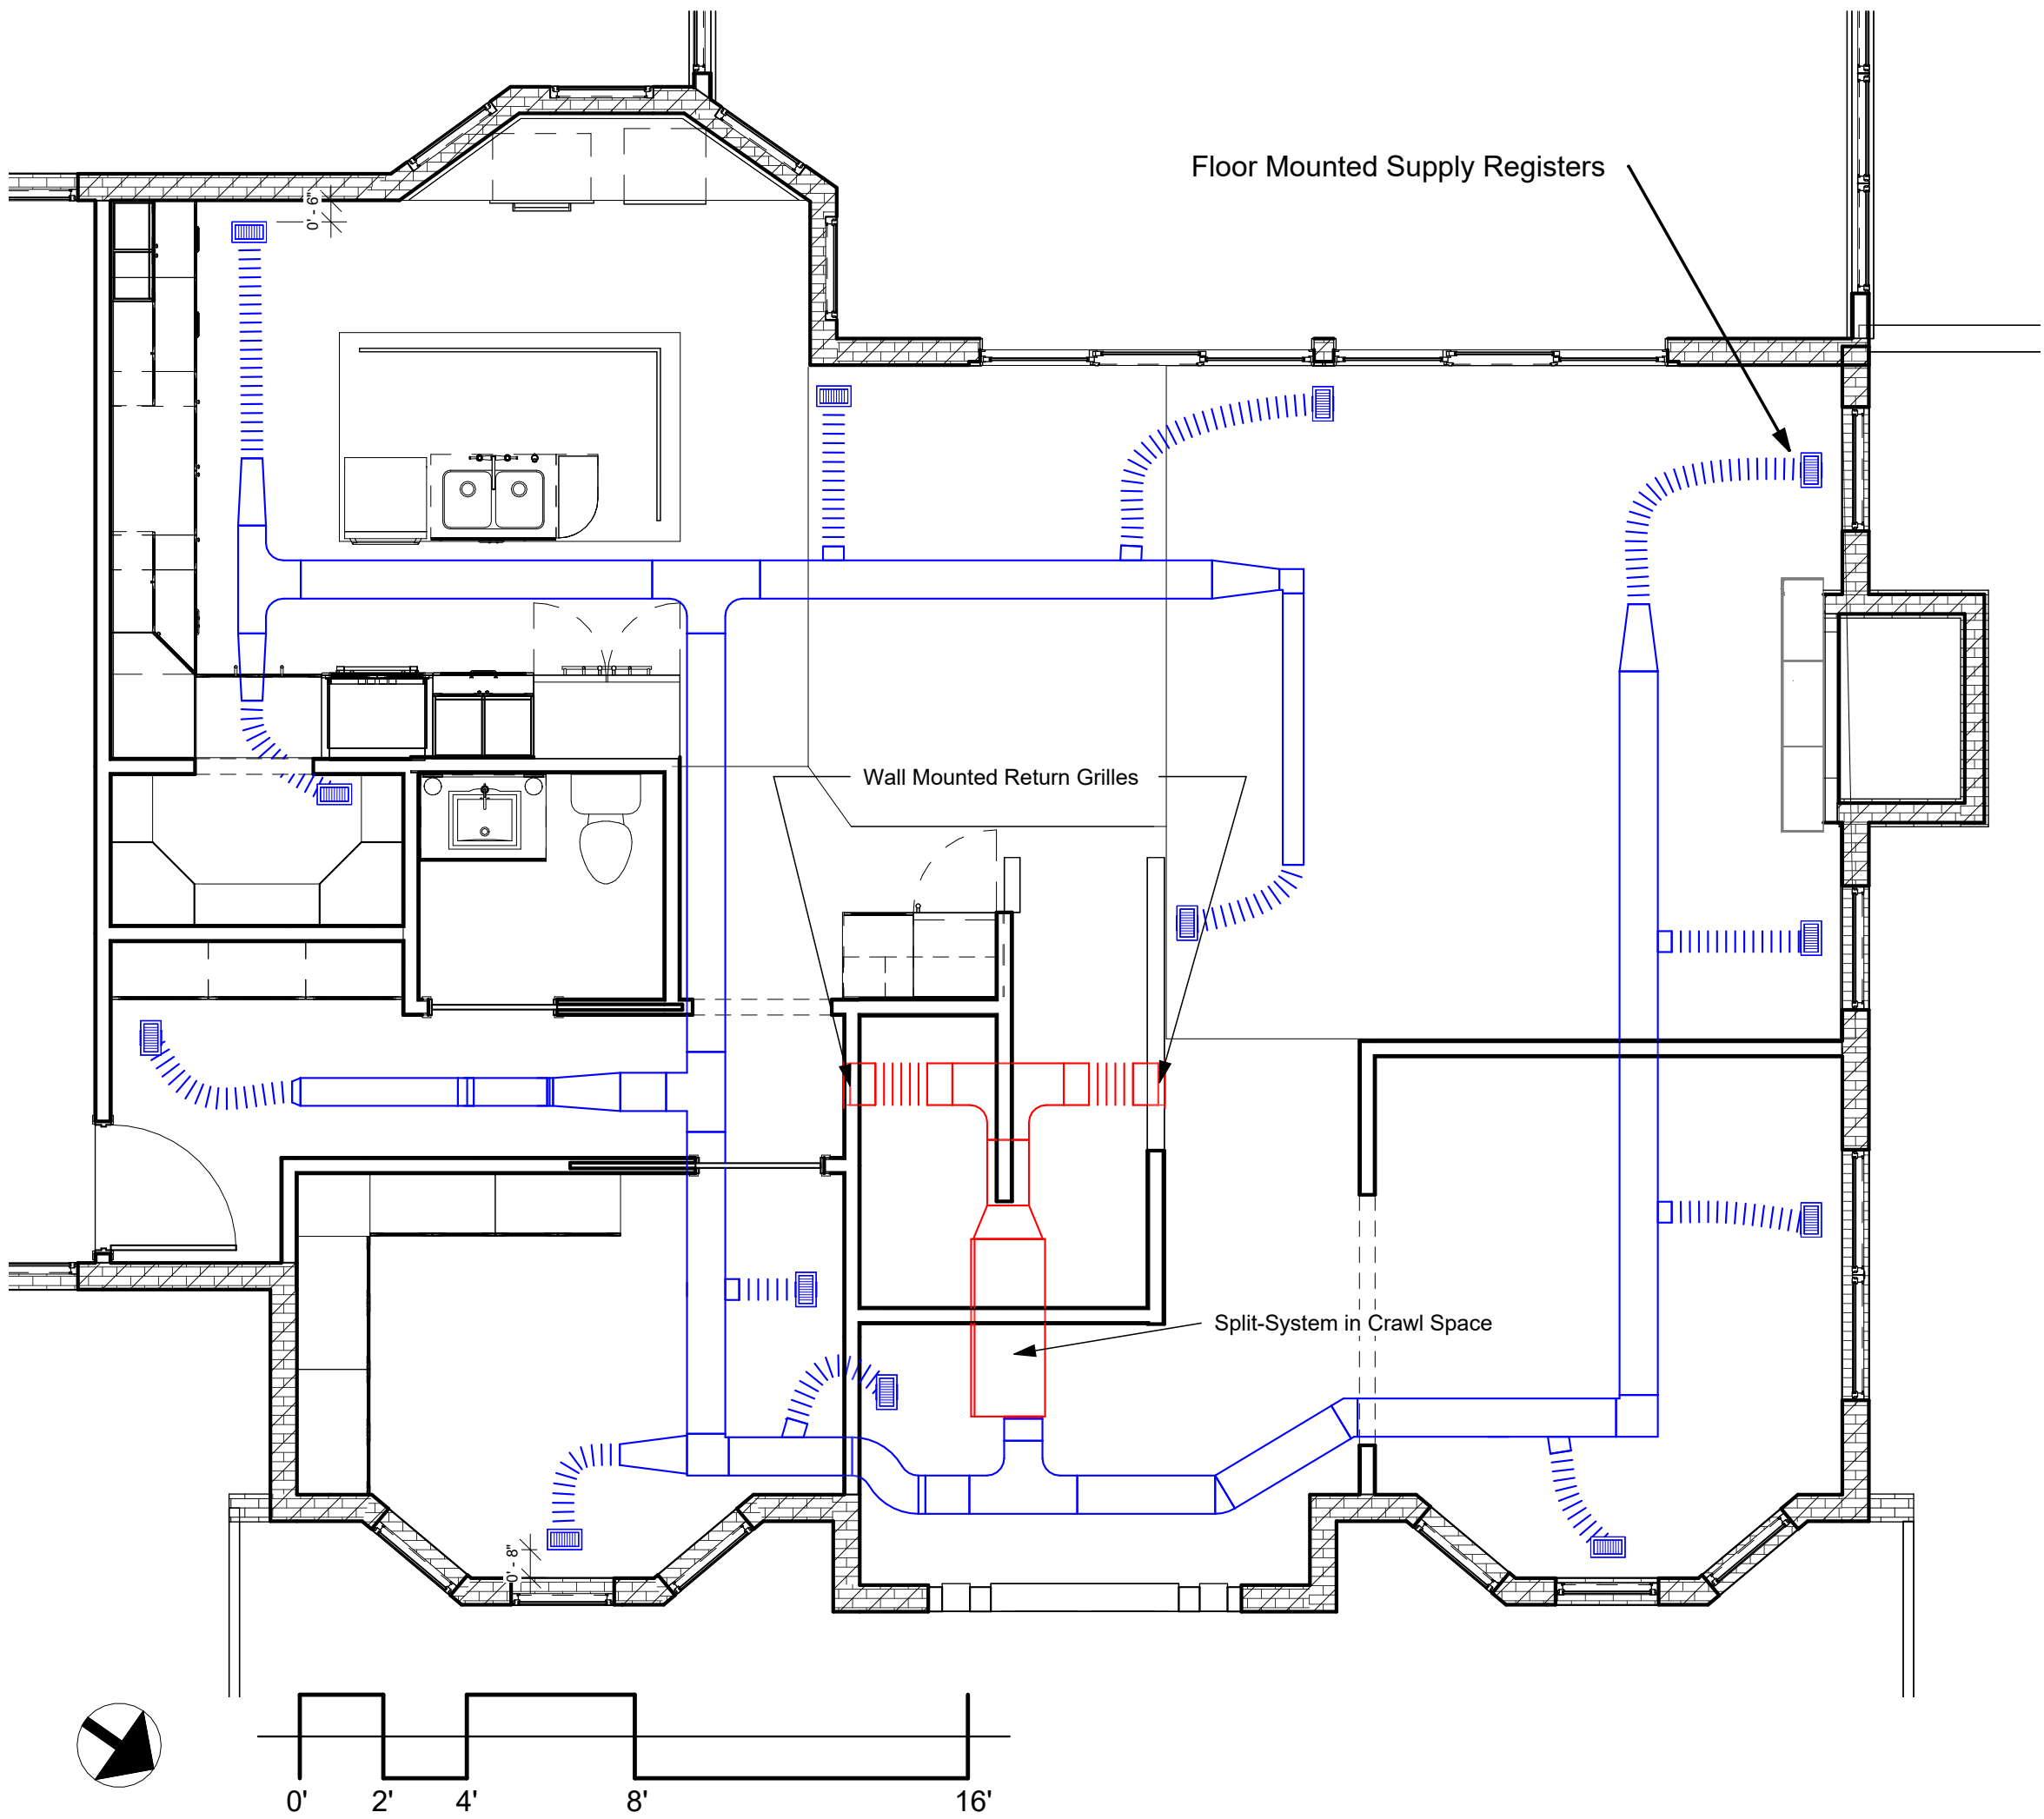 Floor Mounted Supply Registers
0' - 6"
Wall Mounted Return Grilles
Split-System in Crawl Space
0' - 8"
0' 2' 4' 8' 16'